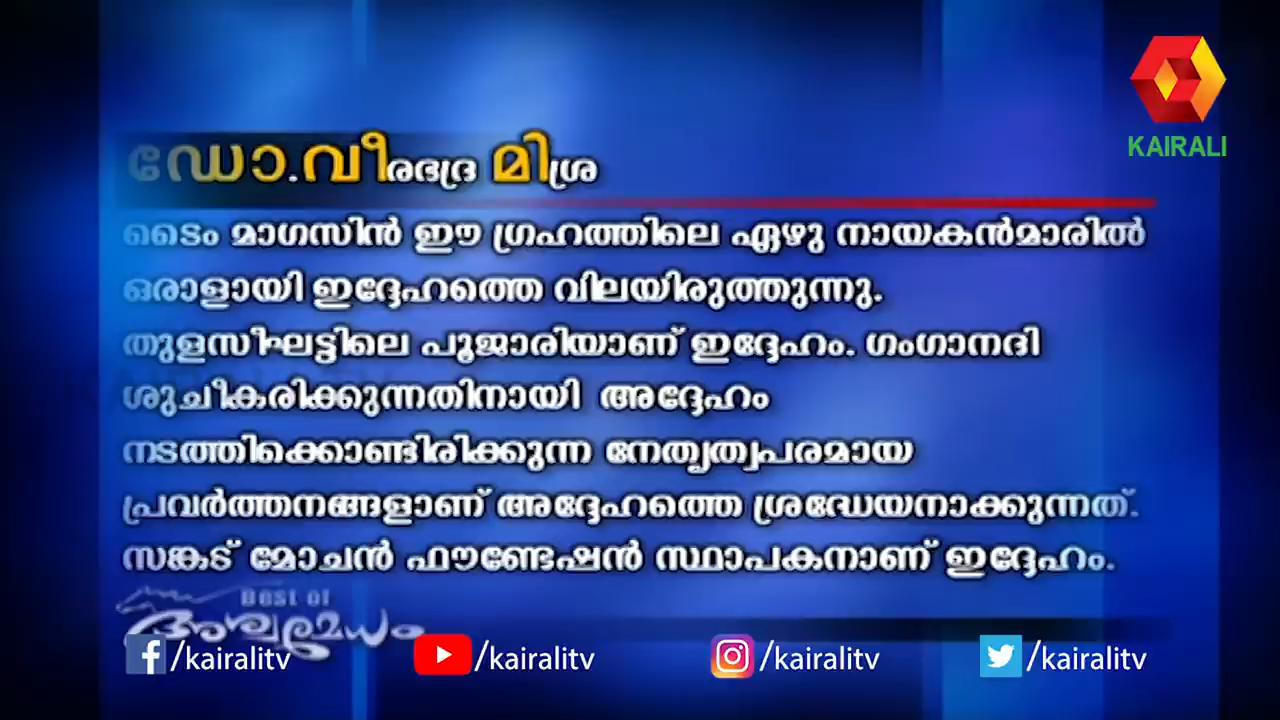 KAIRALI
ഡോ.വീരഭദ്ര മിശ്ര
ടൈം മാഗസിൻ ഈ ഗ്രഹത്തിലെ ഏഴു നായകൻമാരിൽ
ഒരാളായി ഇദ്ദേഹത്തെ വിലയിരുത്തുന്നു.
തുളസീഘട്ടിലെ പൂജാരിയാണ് ഇദ്ദേഹം. ഗംഗാനദി
ശുചീകരിക്കുന്നതിനായി അദ്ദേഹം
നടത്തിക്കൊണ്ടിരിക്കുന്ന നേതൃത്വപരമായ
പ്രവർത്തനങ്ങളാണ് അദ്ദേഹത്തെ ശ്രദ്ധേയനാക്കുന്നത്.
സങ്കട് മോചൻ ഫൗണ്ടേഷൻ സ്ഥാപകനാണ് ഇദ്ദേഹം.
Best of
അശ്വമേധം
/kairalitv /kairalitv /kairalitv /kairalitv